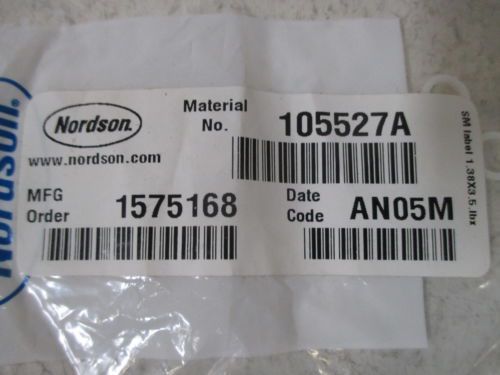 Nordson.
Nordson.
Material No.
105527A
www.nordson.com
MFG Order
1575168
Date Code
AN05M
SM label 1.38X3.5.lbx